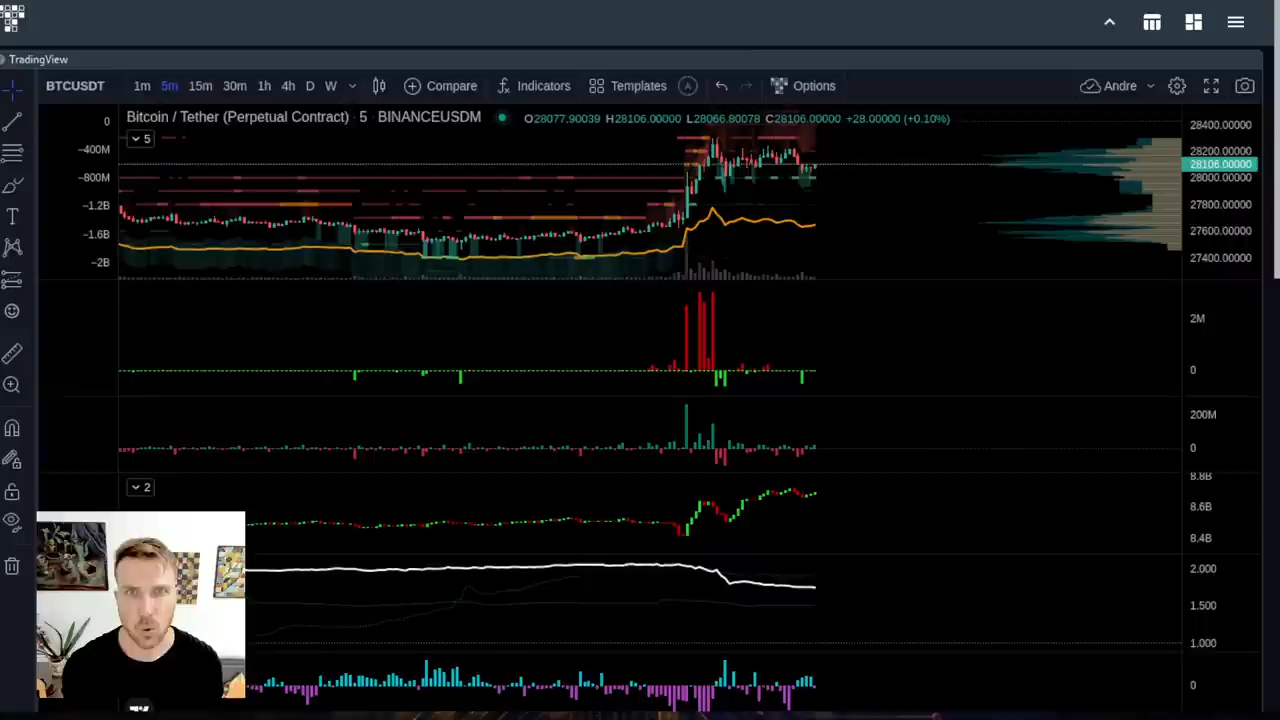 TradingView
BTCUSDT 1m 5m 15m 30m 1h 4h D W Compare Indicators Templates A Options Andre
Bitcoin / Tether (Perpetual Contract) · 5 · BINANCEUSDM O28077.90039 H28106.00000 L28066.80078 C28106.00000 +28.00000 (+0.10%)
5
0
−400M
−800M
−1.2B
−1.6B
−2B
28400.00000
28200.00000
28106.00000
28000.00000
27800.00000
27600.00000
27400.00000
2M
0
200M
0
2
8.8B
8.6B
8.4B
2.000
1.500
1.000
0